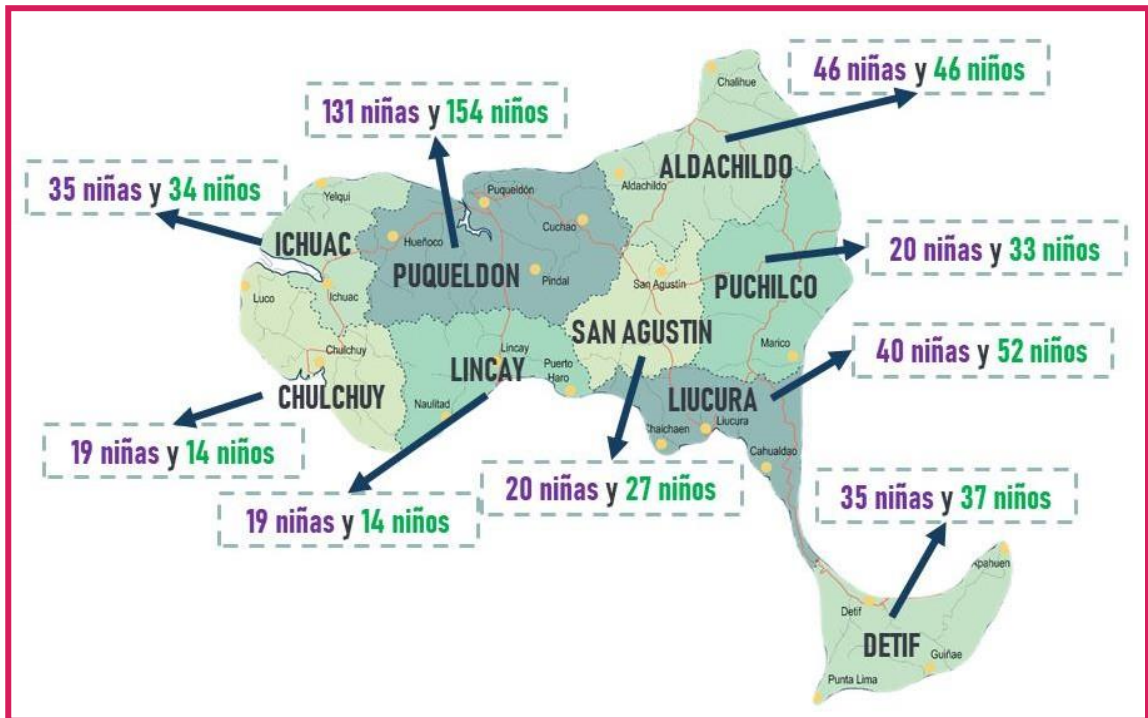 46 niñas y 46 niños
Chalihue
131 niñas y 154 niños
ALDACHILDO
Aldachildo
35 niñas y 34 niños
Yelqui
Puqueldón
Cuchao
ICHUAC
Hueñoco
20 niñas y 33 niños
PUQUELDON
Pindal
San Agustín
PUCHILCO
Luco
Ichuac
SAN AGUSTIN
Marico
40 niñas y 52 niños
Chulchuy
Lincay
LINCAY
Puerto
Haro
CHULCHUY
Naulitad
LIUCURA
Liucura
Chaichaen
Cahualdao
19 niñas y 14 niños
20 niñas y 27 niños
19 niñas y 14 niños
35 niñas y 37 niños
Apahuen
Detif
DETIF
Guiñae
Punta Lima